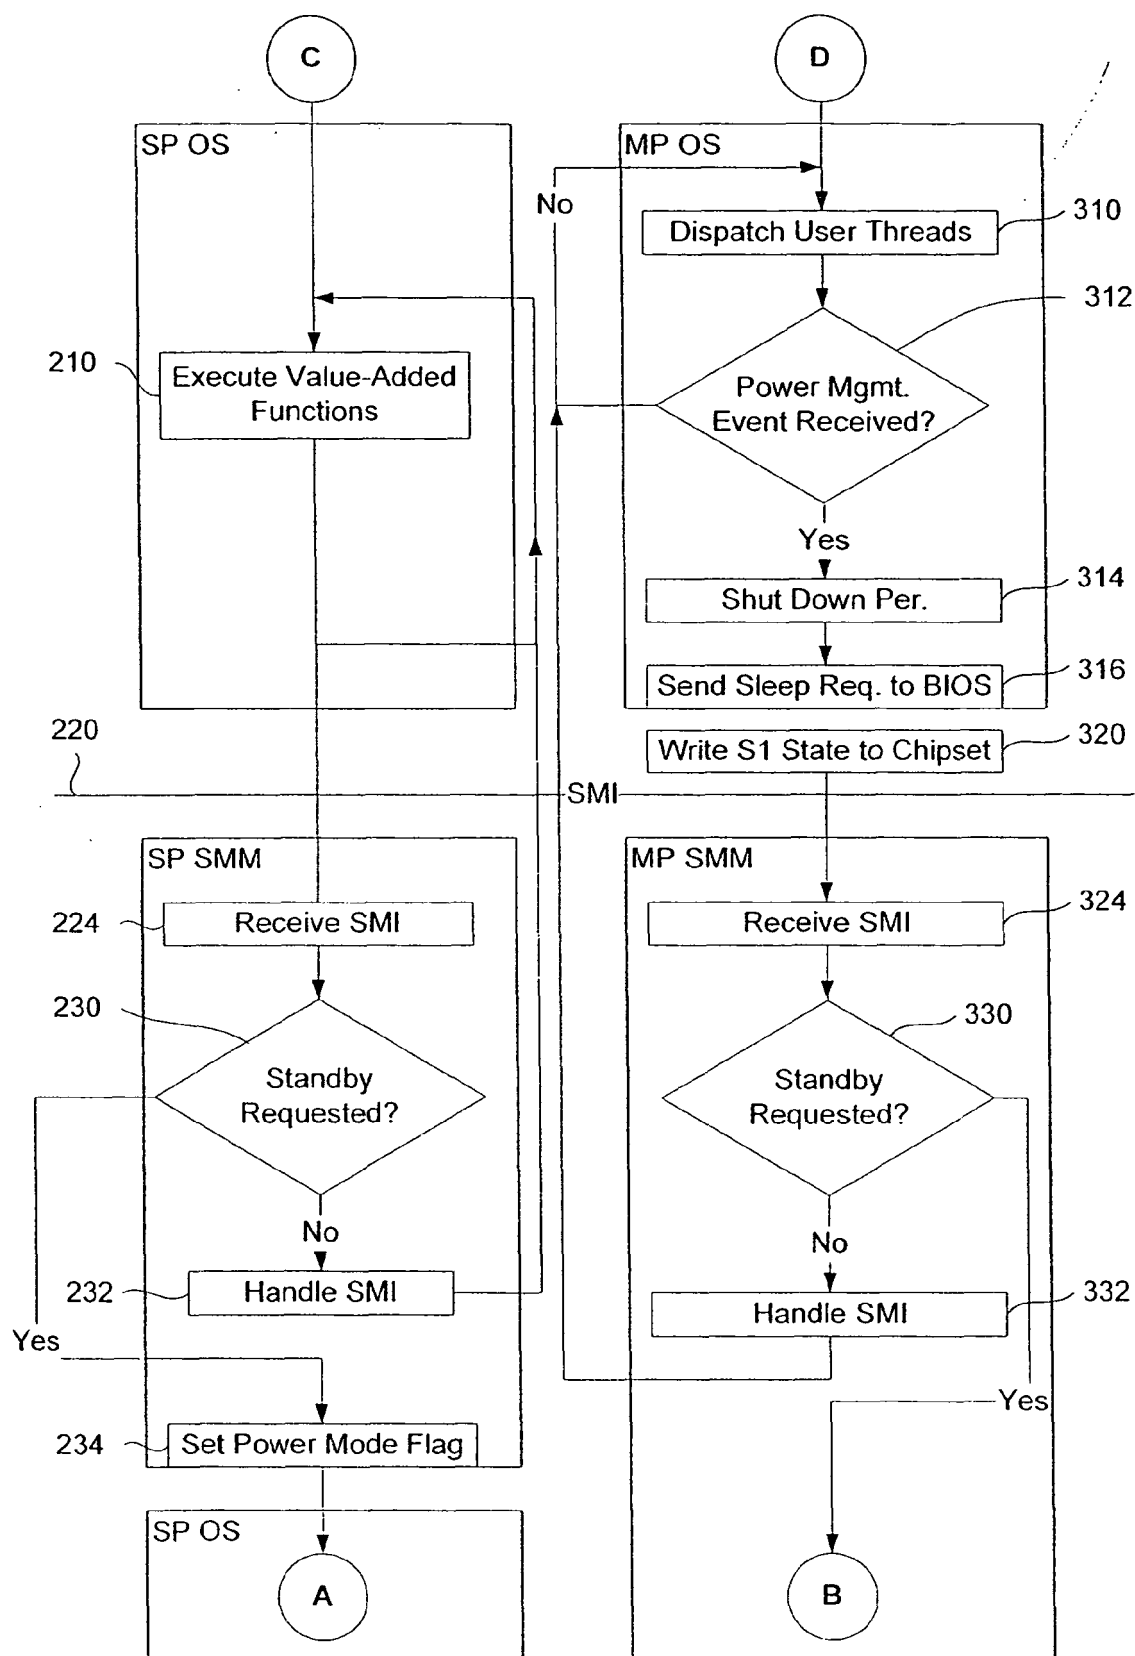 C
D
SP OS
MP OS
No
Dispatch User Threads
310
312
210
Execute Value-Added
Functions
Power Mgmt.
Event Received?
Yes
314
Shut Down Per.
316
Send Sleep Req. to BIOS
220
320
Write S1 State to Chipset
SMI
SP SMM
MP SMM
224
Receive SMI
Receive SMI
324
230
330
Standby
Requested?
Standby
Requested?
No
No
232
Handle SMI
332
Handle SMI
Yes
Yes
234
Set Power Mode Flag
SP OS
A
B